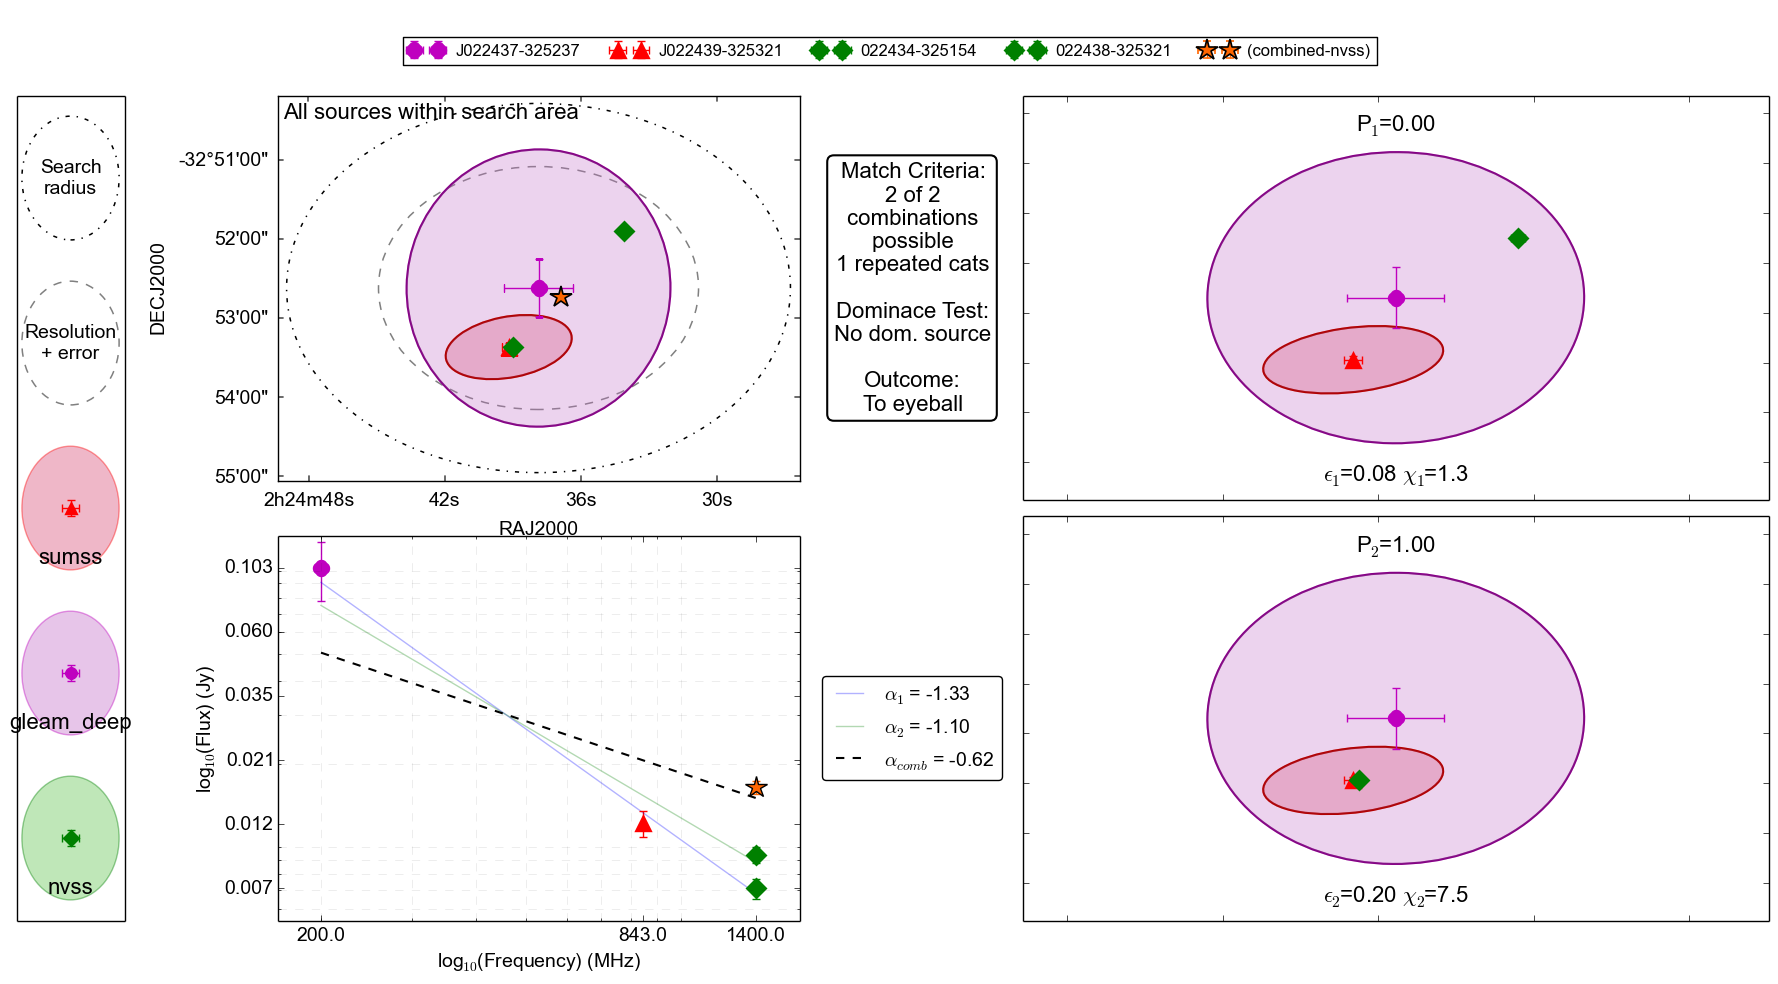 J022437-325237 J022439-325321 022434-325154 022438-325321 (combined-nvss)
Search
radius
Resolution
+ error
sumss
gleam_deep
nvss
All sources within search area
DECJ2000
-32°51'00"
52'00"
53'00"
54'00"
55'00"
2h24m48s 42s 36s 30s
RAJ2000
Match Criteria:
2 of 2
combinations
possible
1 repeated cats
Dominace Test:
No dom. source
Outcome:
To eyeball
P1=0.00
ϵ1=0.08 χ1=1.3
P2=1.00
ϵ2=0.20 χ2=7.5
log10(Flux) (Jy)
0.103
0.060
0.035
0.021
0.012
0.007
200.0 843.0 1400.0
log10(Frequency) (MHz)
α1 = -1.33
α2 = -1.10
αcomb = -0.62